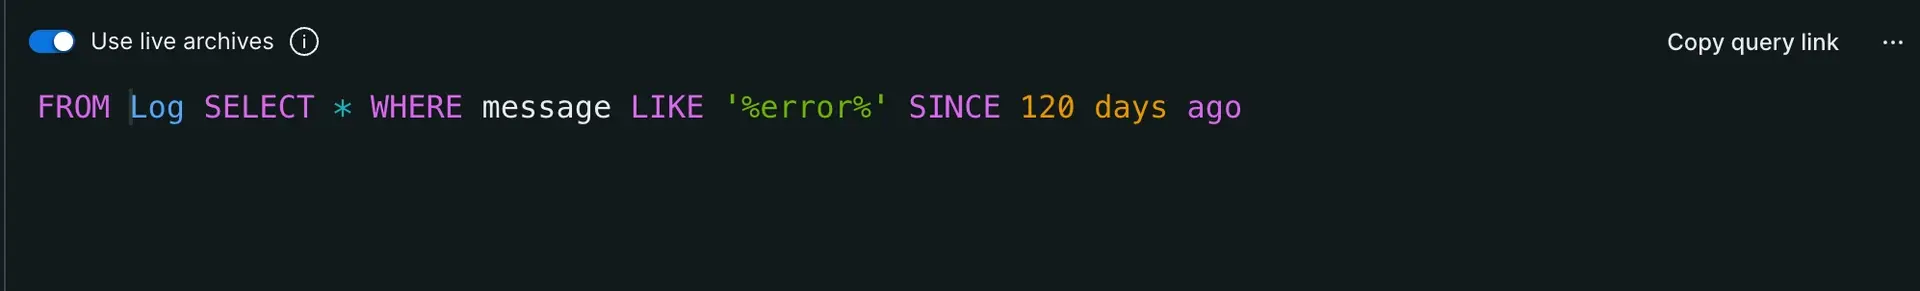 Use live archives
Copy query link
FROM Log SELECT * WHERE message LIKE '%error%' SINCE 120 days ago